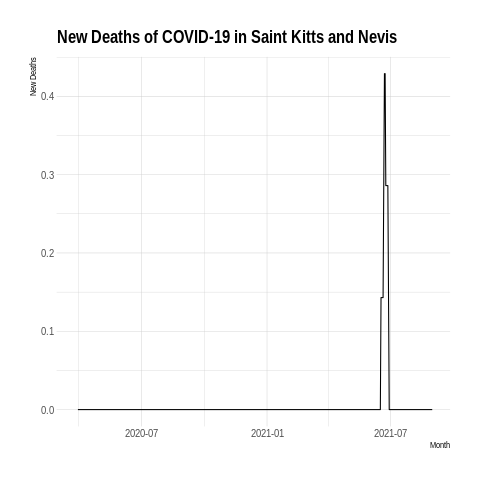 New Deaths of COVID-19 in Saint Kitts and Nevis
New Deaths
0.4
0.3
0.2
0.1
0.0
2020-07
2021-01
2021-07
Month